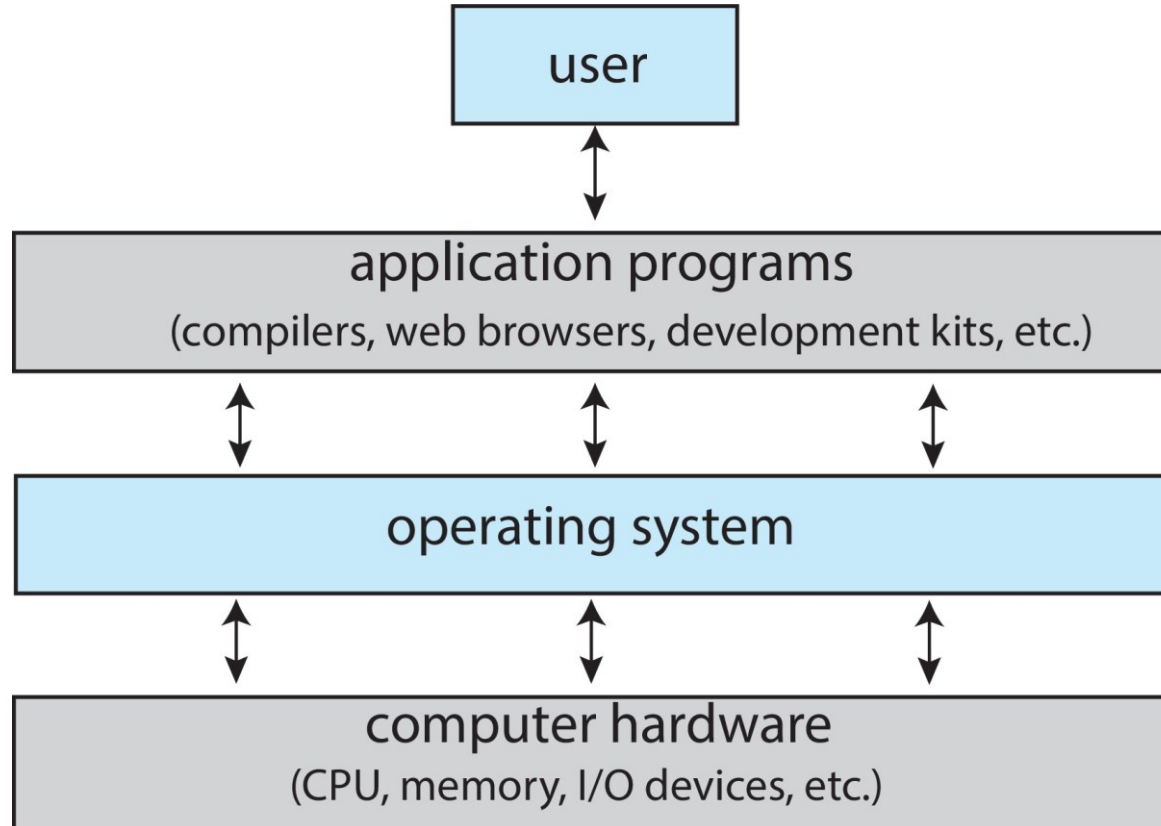 user
application programs
(compilers, web browsers, development kits, etc.)
operating system
computer hardware
(CPU, memory, I/O devices, etc.)